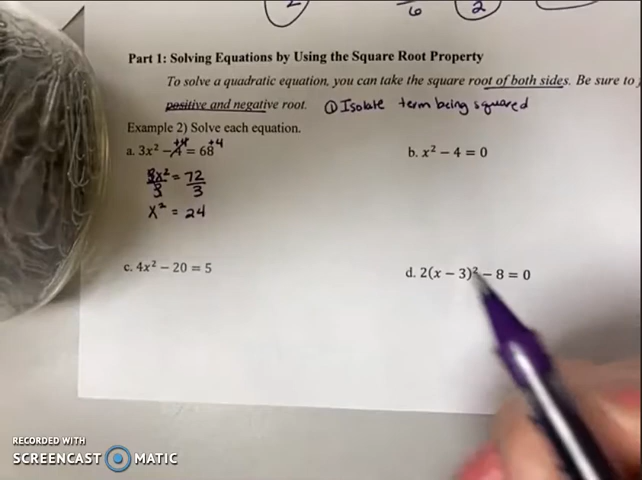 6
2
Part 1: Solving Equations by Using the Square Root Property
To solve a quadratic equation, you can take the square root of both sides. Be sure to
positive and negative root. ① Isolate term being squared
Example 2) Solve each equation.
+4 +4
a. 3x² − 4 = 68
b. x² − 4 = 0
3x² = 72
3 3
x² = 24
c. 4x² − 20 = 5
d. 2(x − 3)² − 8 = 0
RECORDED WITH
SCREENCAST MATIC